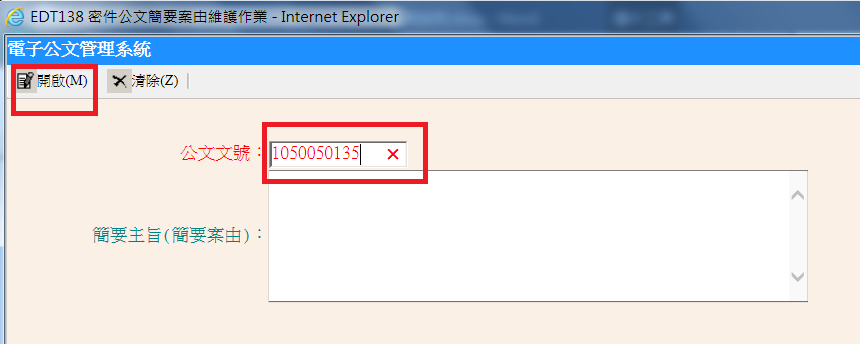 EDT138 密件公文簡要案由維護作業 - Internet Explorer
電子公文管理系統
開啟(M) 清除(Z)
公文文號：1050050135
簡要主旨(簡要案由)：